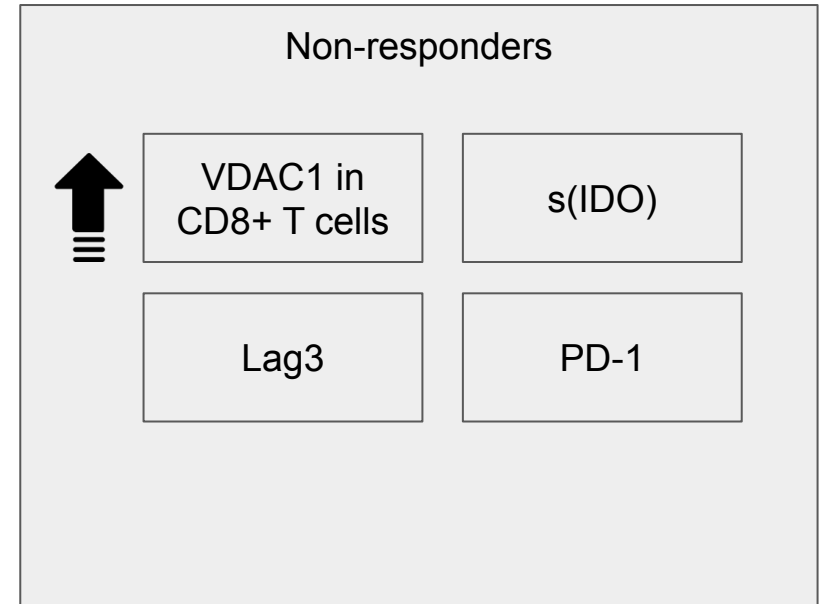 Non-responders
VDAC1 in
CD8+ T cells
s(IDO)
Lag3
PD-1